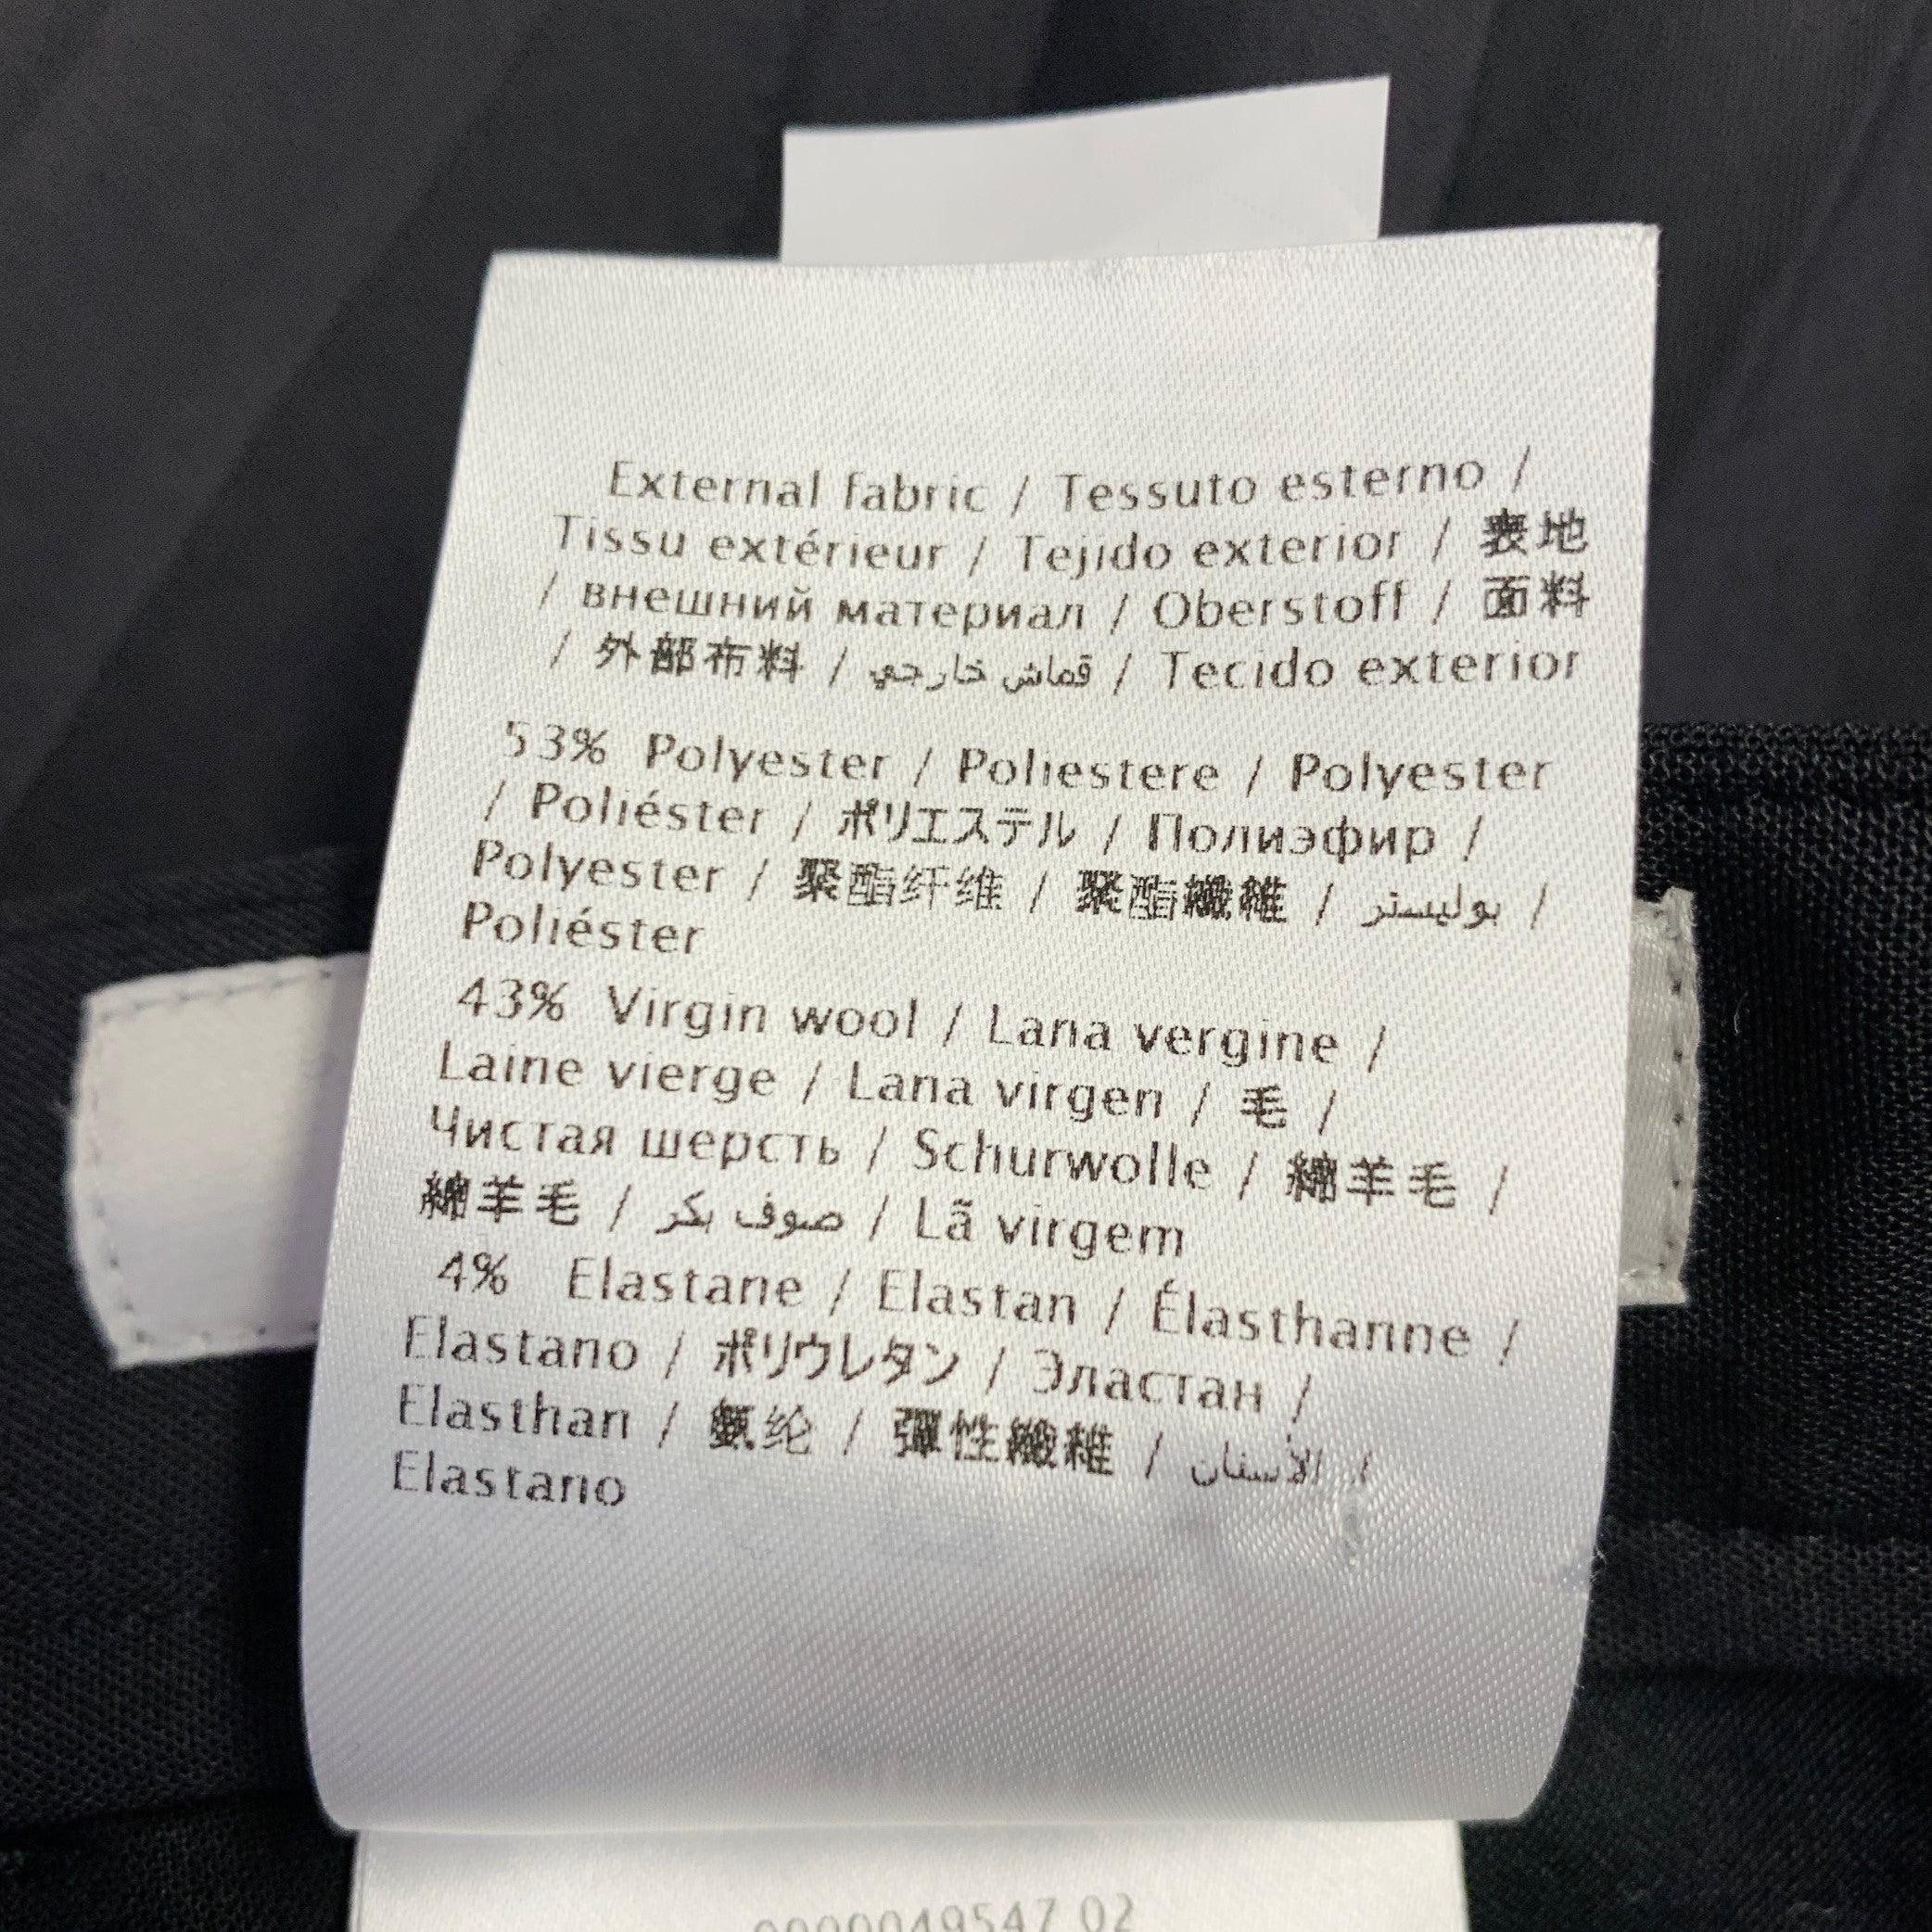 External fabric / Tessuto esterno /
Tissu extérieur / Tejido exterior / 表地
/ внешний материал / Oberstoff / 面料
/ 外部布料 / قماش خارجي / Tecido exterior
53% Polyester / Poliestere / Polyester
/ Poliéster / ポリエステル / Полиэфир /
Polyester / 聚酯纤维 / 聚酯纖維 / بوليستر /
Poliéster
43% Virgin wool / Lana vergine /
Laine vierge / Lana virgen / 毛 /
Чистая шерсть / Schurwolle / 綿羊毛 /
綿羊毛 / صوف بكر / Lã virgem
4% Elastane / Elastan / Élasthanne /
Elastano / ポリウレタン / Эластан /
Elasthan / 氨纶 / 彈性纖維 / الأستان /
Elastano
0000049547 02